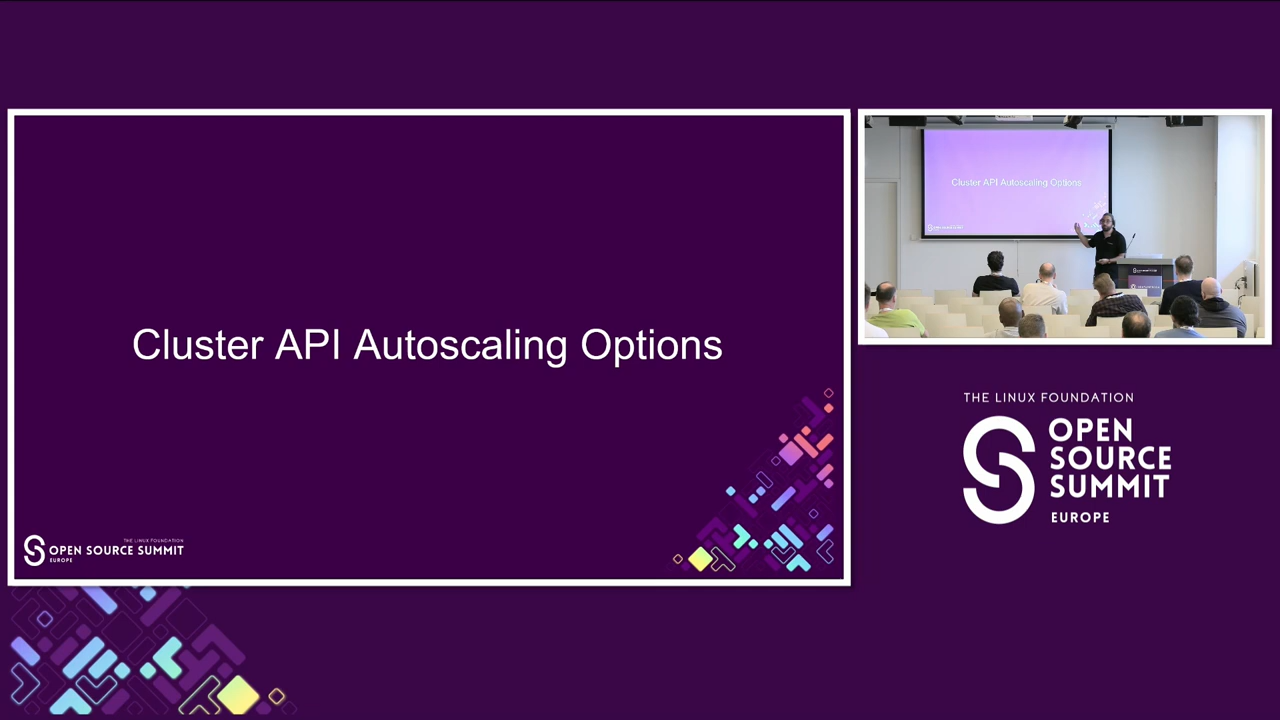 Cluster API Autoscaling Options
THE LINUX FOUNDATION
OPEN SOURCE SUMMIT
EUROPE
Cluster API Autoscaling Options
THE LINUX FOUNDATION
OPEN
SOURCE
SUMMIT
EUROPE